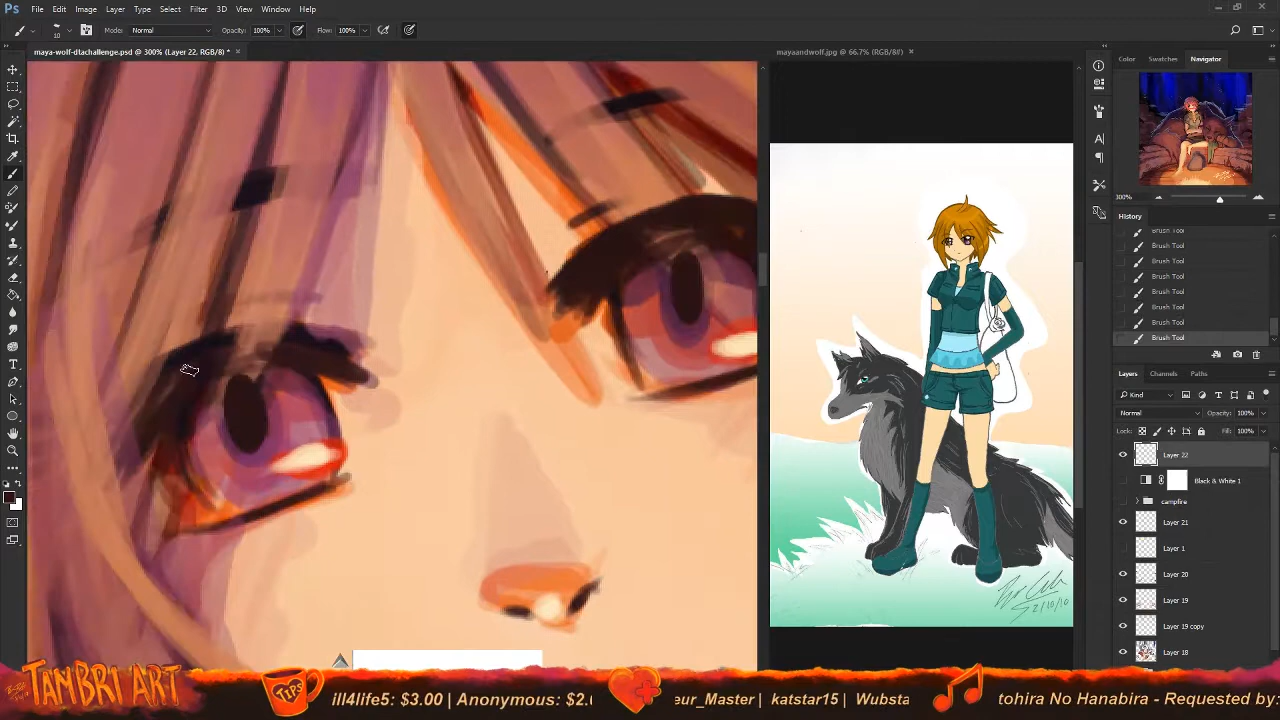 Ps File Edit Image Layer Type Select Filter 3D View Window Help
10 Mode: Normal Opacity: 100% Flow: 100%
maya-wolf-dtachallenge.psd @ 300% (Layer 22, RGB/8) * ×
mayaandwolf.jpg @ 66.7% (RGB/8#) ×
Color Swatches Navigator
300%
History
Brush Tool
Brush Tool
Brush Tool
Brush Tool
Brush Tool
Brush Tool
Brush Tool
Brush Tool
Layers Channels Paths
Kind
Normal Opacity: 100%
Lock: Fill: 100%
Layer 22
Black & White 1
campfire
Layer 21
Layer 1
Layer 20
Layer 19
Layer 19 copy
Layer 18
2/10/10
TAMBRI ART
TIPS
ill4life5: $3.00 | Anonymous: $2.
eur_Master | katstar15 | Wubsta
tohira No Hanabira - Requested by: